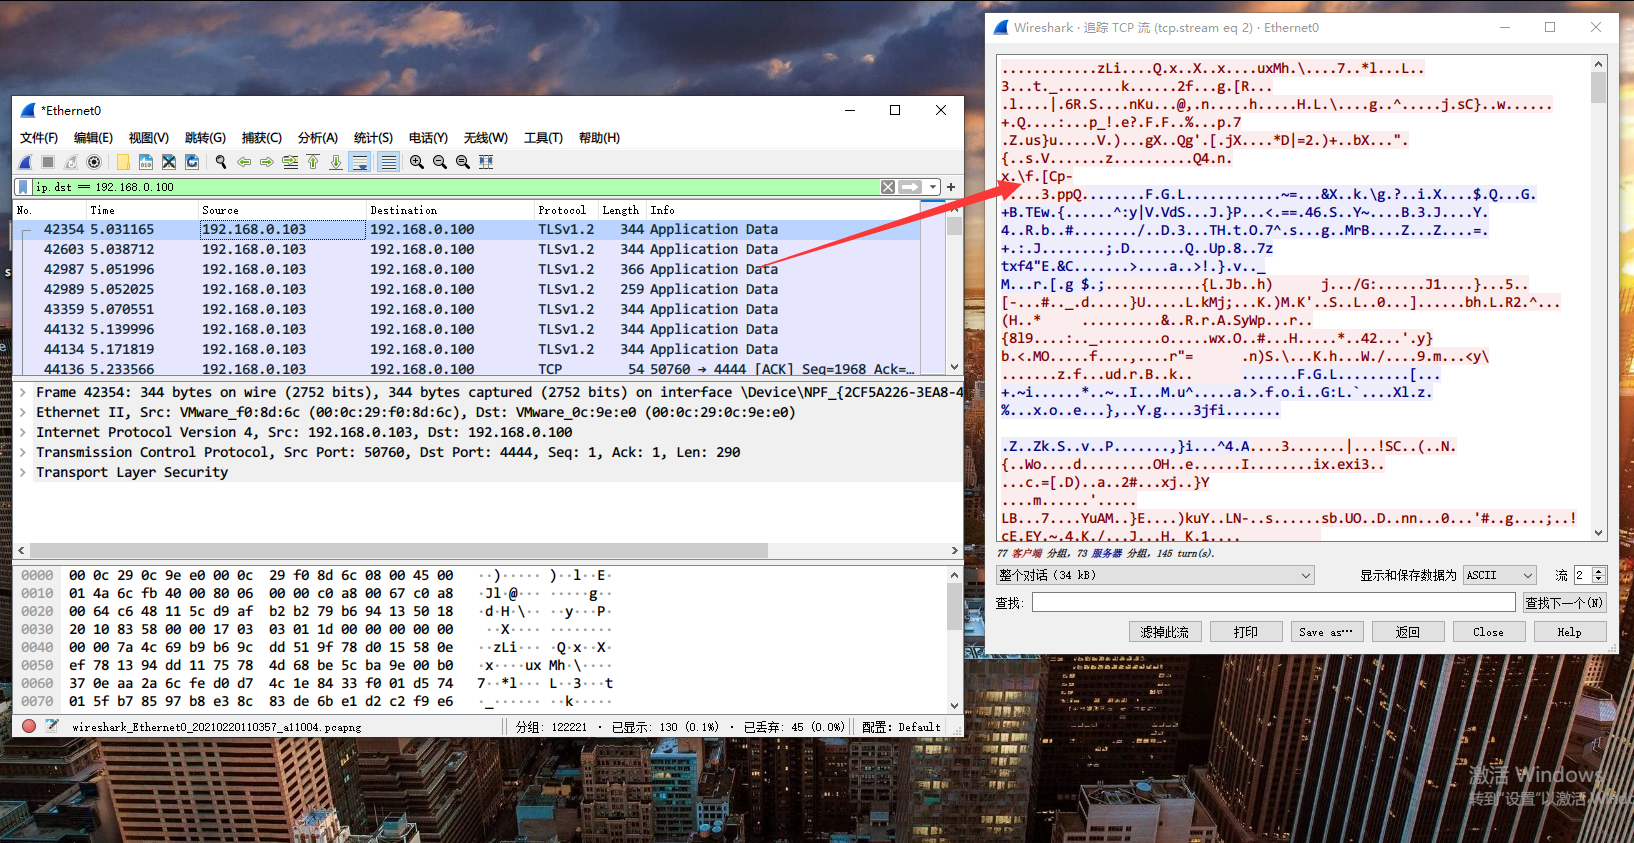 *Ethernet0
文件(F) 编辑(E) 视图(V) 跳转(G) 捕获(C) 分析(A) 统计(S) 电话(Y) 无线(W) 工具(T) 帮助(H)
ip.dst == 192.168.0.100
No. Time Source Destination Protocol Length Info
42354 5.031165 192.168.0.103 192.168.0.100 TLSv1.2 344 Application Data
42603 5.038712 192.168.0.103 192.168.0.100 TLSv1.2 344 Application Data
42987 5.051996 192.168.0.103 192.168.0.100 TLSv1.2 366 Application Data
42989 5.052025 192.168.0.103 192.168.0.100 TLSv1.2 259 Application Data
43359 5.070551 192.168.0.103 192.168.0.100 TLSv1.2 344 Application Data
44132 5.139996 192.168.0.103 192.168.0.100 TLSv1.2 344 Application Data
44134 5.171819 192.168.0.103 192.168.0.100 TLSv1.2 344 Application Data
44136 5.233566 192.168.0.103 192.168.0.100 TCP 54 50760 → 4444 [ACK] Seq=1968 Ack=…
Frame 42354: 344 bytes on wire (2752 bits), 344 bytes captured (2752 bits) on interface \Device\NPF_{2CF5A226-3EA8-4
Ethernet II, Src: VMware_f0:8d:6c (00:0c:29:f0:8d:6c), Dst: VMware_0c:9e:e0 (00:0c:29:0c:9e:e0)
Internet Protocol Version 4, Src: 192.168.0.103, Dst: 192.168.0.100
Transmission Control Protocol, Src Port: 50760, Dst Port: 4444, Seq: 1, Ack: 1, Len: 290
Transport Layer Security
0000 00 0c 29 0c 9e e0 00 0c 29 f0 8d 6c 08 00 45 00 ··)····· )··l··E·
0010 01 4a 6c fb 40 00 80 06 00 00 c0 a8 00 67 c0 a8 ·Jl·@··· ·····g··
0020 00 64 c6 48 11 5c d9 af b2 b2 79 b6 94 13 50 18 ·d·H·\·· ··y···P·
0030 20 10 83 58 00 00 17 03 03 01 1d 00 00 00 00 00 ···X···· ········
0040 00 00 7a 4c 69 b9 b6 9c dd 51 9f 78 d0 15 58 0e ··zLi··· ·Q·x··X·
0050 ef 78 13 94 dd 11 75 78 4d 68 be 5c ba 9e 00 b0 ·x····ux Mh·\····
0060 37 0e aa 2a 6c fe d0 d7 4c 1e 84 33 f0 01 d5 74 7··*l··· L··3···t
0070 01 5f b7 85 97 b8 e3 8c 83 de 6b e1 d2 c2 f9 e6 ·_······ ··k·····
wireshark_Ethernet0_20210220110357_a11004.pcapng
分组: 122221 · 已显示: 130 (0.1%) · 已丢弃: 45 (0.0%)
配置: Default
Wireshark · 追踪 TCP 流 (tcp.stream eq 2) · Ethernet0
............zLi....Q.x..X..x....uxMh.\....7..*l...L..
3...t._........k......2f...g.[R...
.l....|.6R.S....nKu...@,.n.....h.....H.L.\....g..^.....j.sC}..w......
+.Q....:...p_!.e?.F.F..%...p.7
.Z.us}u.....V.)...gX..Qg'.[.jX....*D|=2.)+..bX...".
{..s.V.......z..........Q4.n.
x.\f.[Cp-
.....3.ppQ........F.G.L............~=...&X..k.\g.?..i.X....$.Q...G.
+B.TEw.{......^:y|V.VdS...J.}P...<.==.46.S..Y~....B.3.J....Y.
4..R.b..#......../..D.3...TH.t.O.7^.s...g..MrB....Z...Z....=.
+.:.J........;.D.......Q..Up.8..7z
txf4"E.&C.......>....a..>!.}.v.._
M...r.[.g $.;............{L.Jb..h) j.../G:......J1....}...5..
[-...#.._.d.....}U.....L.kMj;...K.)M.K'..S..L..0...]......bh.L.R2.^...
(H..* ..........&..R.r.A.SyWp...r..
{8l9....:.._........o.....wx.O..#...H.....*..42...'.y}
b.<.MO.....f....,....r"= .n)S.\...K.h...W./....9.m...<y\
.......z.f...ud.r.B..k.. .......F.G.L.........[...
+.~i......*..~..I...M.u^.....a.>.f.o.i..G:L.`....Xl.z.
%...x.o..e...},..Y.g....3jfi.......
.Z..Zk.S..v..P.......,}i...^4.A....3.......|...!SC..(..N.
{..Wo....d.........OH..e......I........ix.exi3..
...c.=[.D)..a..2#...xj..}Y
....m......'.....
LB...7....YuAM..}E....)kuY..LN-..s......sb.UO..D..nn...0...'#..g....;..!
cE.EY.~.4.K./...J...H. K.1....
77 客户端 分组, 73 服务器 分组, 145 turn(s).
整个对话 (34 kB) 显示和保存数据为 ASCII 流 2
查找: 查找下一个(N)
滤掉此流 打印 Save as… 返回 Close Help
激活 Windows
转到"设置"以激活 Windo